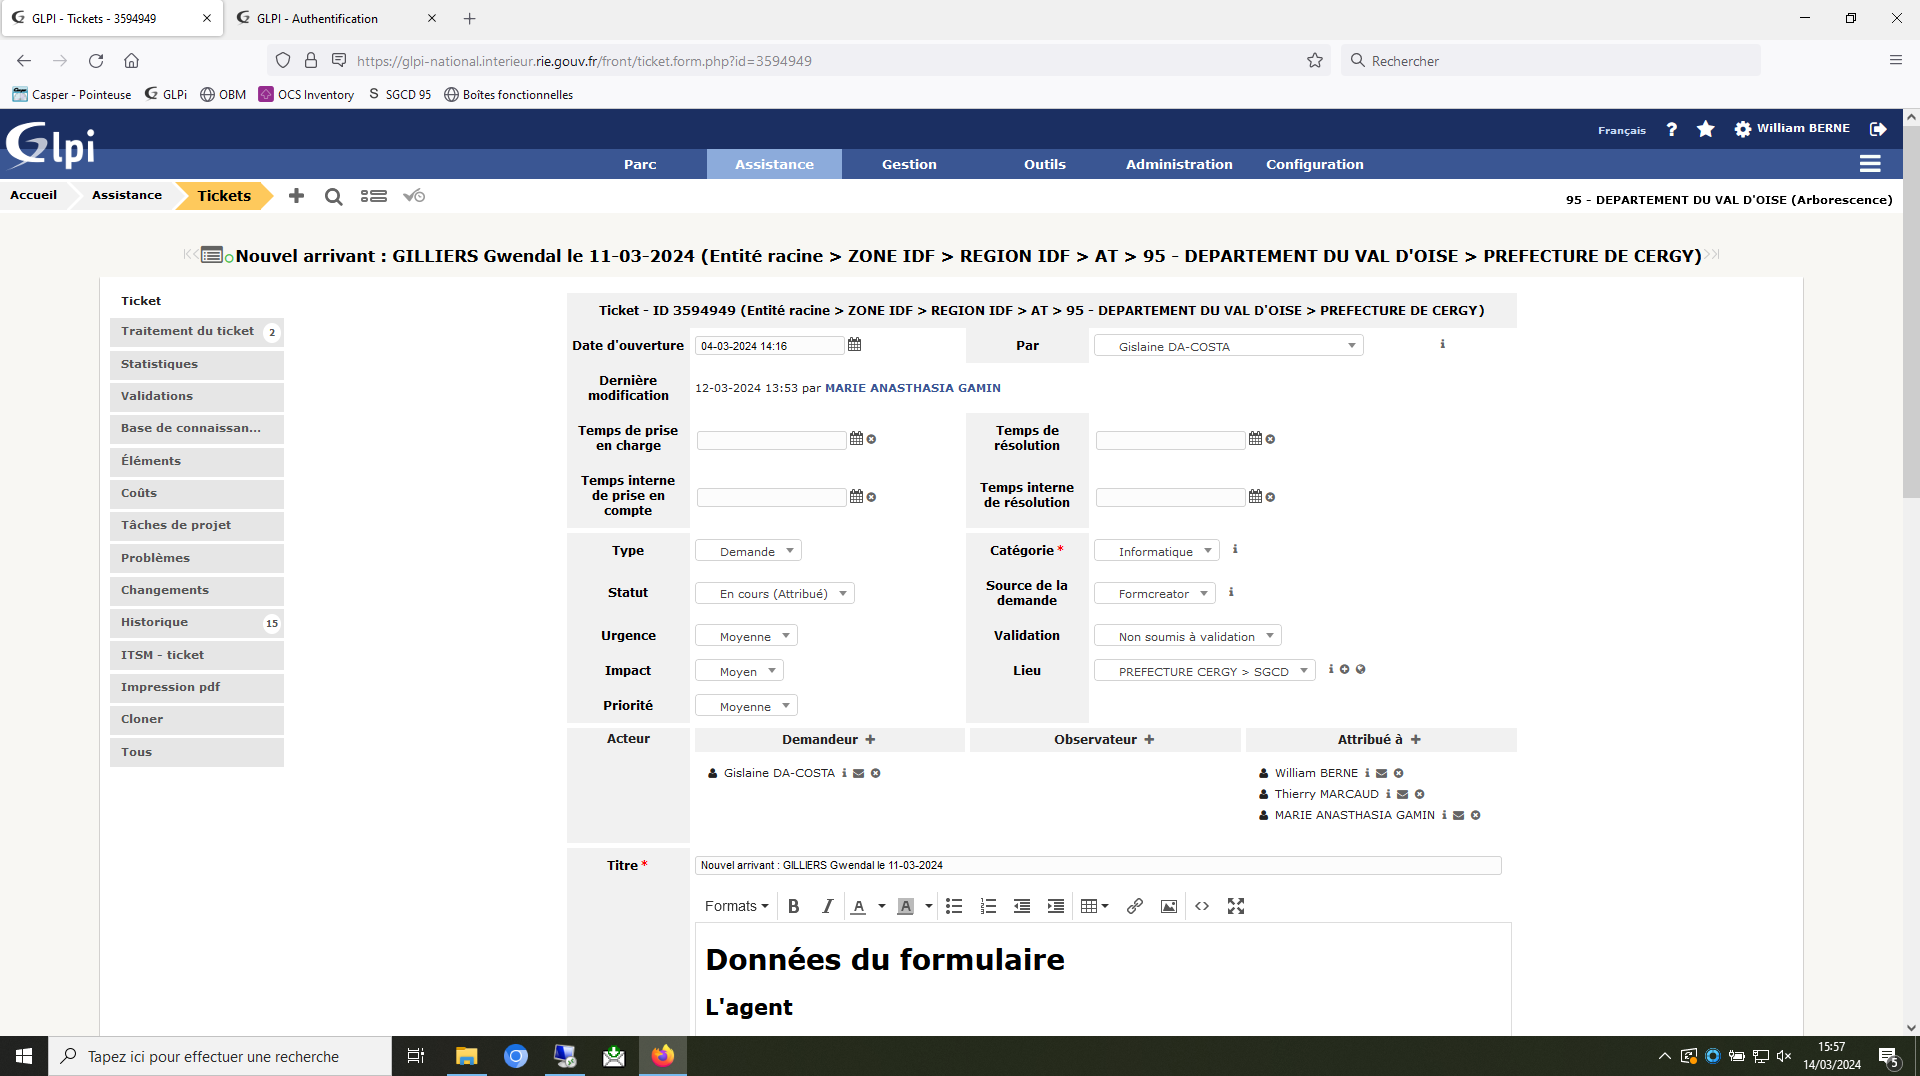 GLPI - Tickets - 3594949
GLPI - Authentification
https://glpi-national.interieur.rie.gouv.fr/front/ticket.form.php?id=3594949
Rechercher
Casper - Pointeuse
GLPi
OBM
OCS Inventory
SGCD 95
Boîtes fonctionnelles
Glpi
Français
?
William BERNE
Parc
Assistance
Gestion
Outils
Administration
Configuration
Accueil
Assistance
Tickets
95 - DEPARTEMENT DU VAL D'OISE (Arborescence)
Nouvel arrivant : GILLIERS Gwendal le 11-03-2024 (Entité racine > ZONE IDF > REGION IDF > AT > 95 - DEPARTEMENT DU VAL D'OISE > PREFECTURE DE CERGY)
Ticket
Traitement du ticket 2
Statistiques
Validations
Base de connaissan...
Éléments
Coûts
Tâches de projet
Problèmes
Changements
Historique 15
ITSM - ticket
Impression pdf
Cloner
Tous
Ticket - ID 3594949 (Entité racine > ZONE IDF > REGION IDF > AT > 95 - DEPARTEMENT DU VAL D'OISE > PREFECTURE DE CERGY)
Date d'ouverture
04-03-2024 14:16
Par
Gislaine DA-COSTA
Dernière
modification
12-03-2024 13:53 par MARIE ANASTHASIA GAMIN
Temps de prise
en charge
Temps de
résolution
Temps interne
de prise en
compte
Temps interne
de résolution
Type
Demande
Catégorie *
Informatique
Statut
En cours (Attribué)
Source de la
demande
Formcreator
Urgence
Moyenne
Validation
Non soumis à validation
Impact
Moyen
Lieu
PREFECTURE CERGY > SGCD
Priorité
Moyenne
Acteur
Demandeur
Observateur
Attribué à
Gislaine DA-COSTA
William BERNE
Thierry MARCAUD
MARIE ANASTHASIA GAMIN
Titre *
Nouvel arrivant : GILLIERS Gwendal le 11-03-2024
Formats
B
I
A
A
Données du formulaire
L'agent
Tapez ici pour effectuer une recherche
15:57
14/03/2024
5